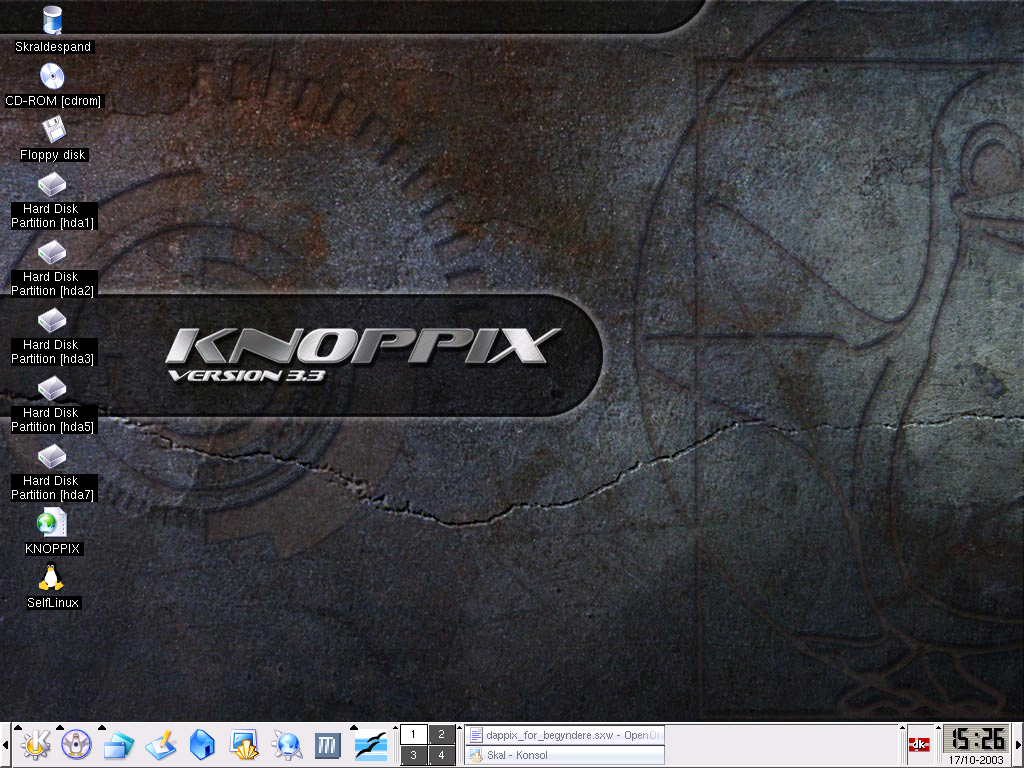 Skraldespand
CD-ROM [cdrom]
Floppy disk
Hard Disk
Partition [hda1]
Hard Disk
Partition [hda2]
Hard Disk
Partition [hda3]
Hard Disk
Partition [hda5]
Hard Disk
Partition [hda7]
KNOPPIX
SelfLinux
KNOPPIX
VERSION 3.3
1 2
3 4
dappix_for_begyndere.sxw - OpenOr
Skal - Konsol
dk
15:26
17/10-2003